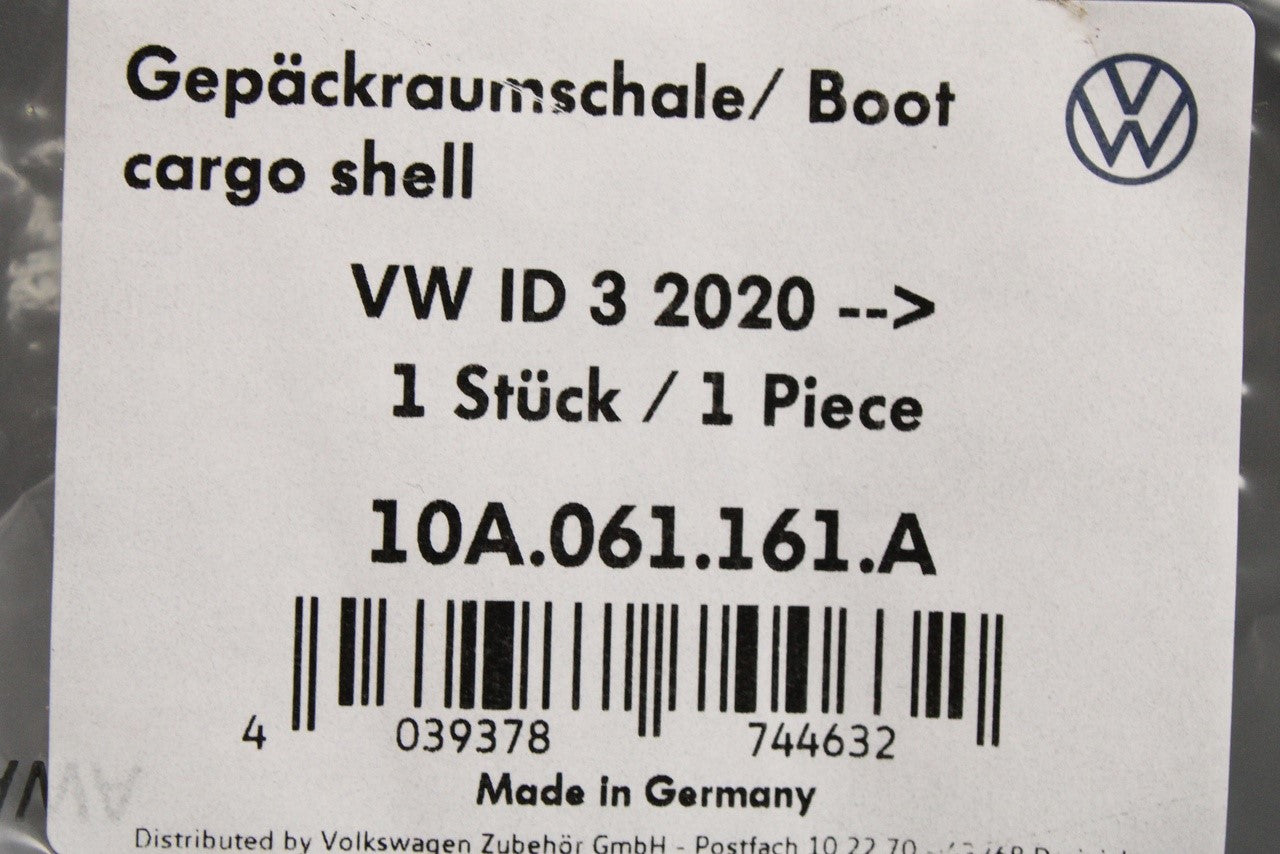 Gepäckraumschale/ Boot
cargo shell
VW ID 3 2020 -->
1 Stück / 1 Piece
10A.061.161.A
4 039378 744632
Made in Germany
Distributed by Volkswagen Zubehör GmbH - Postfach 10 22 70